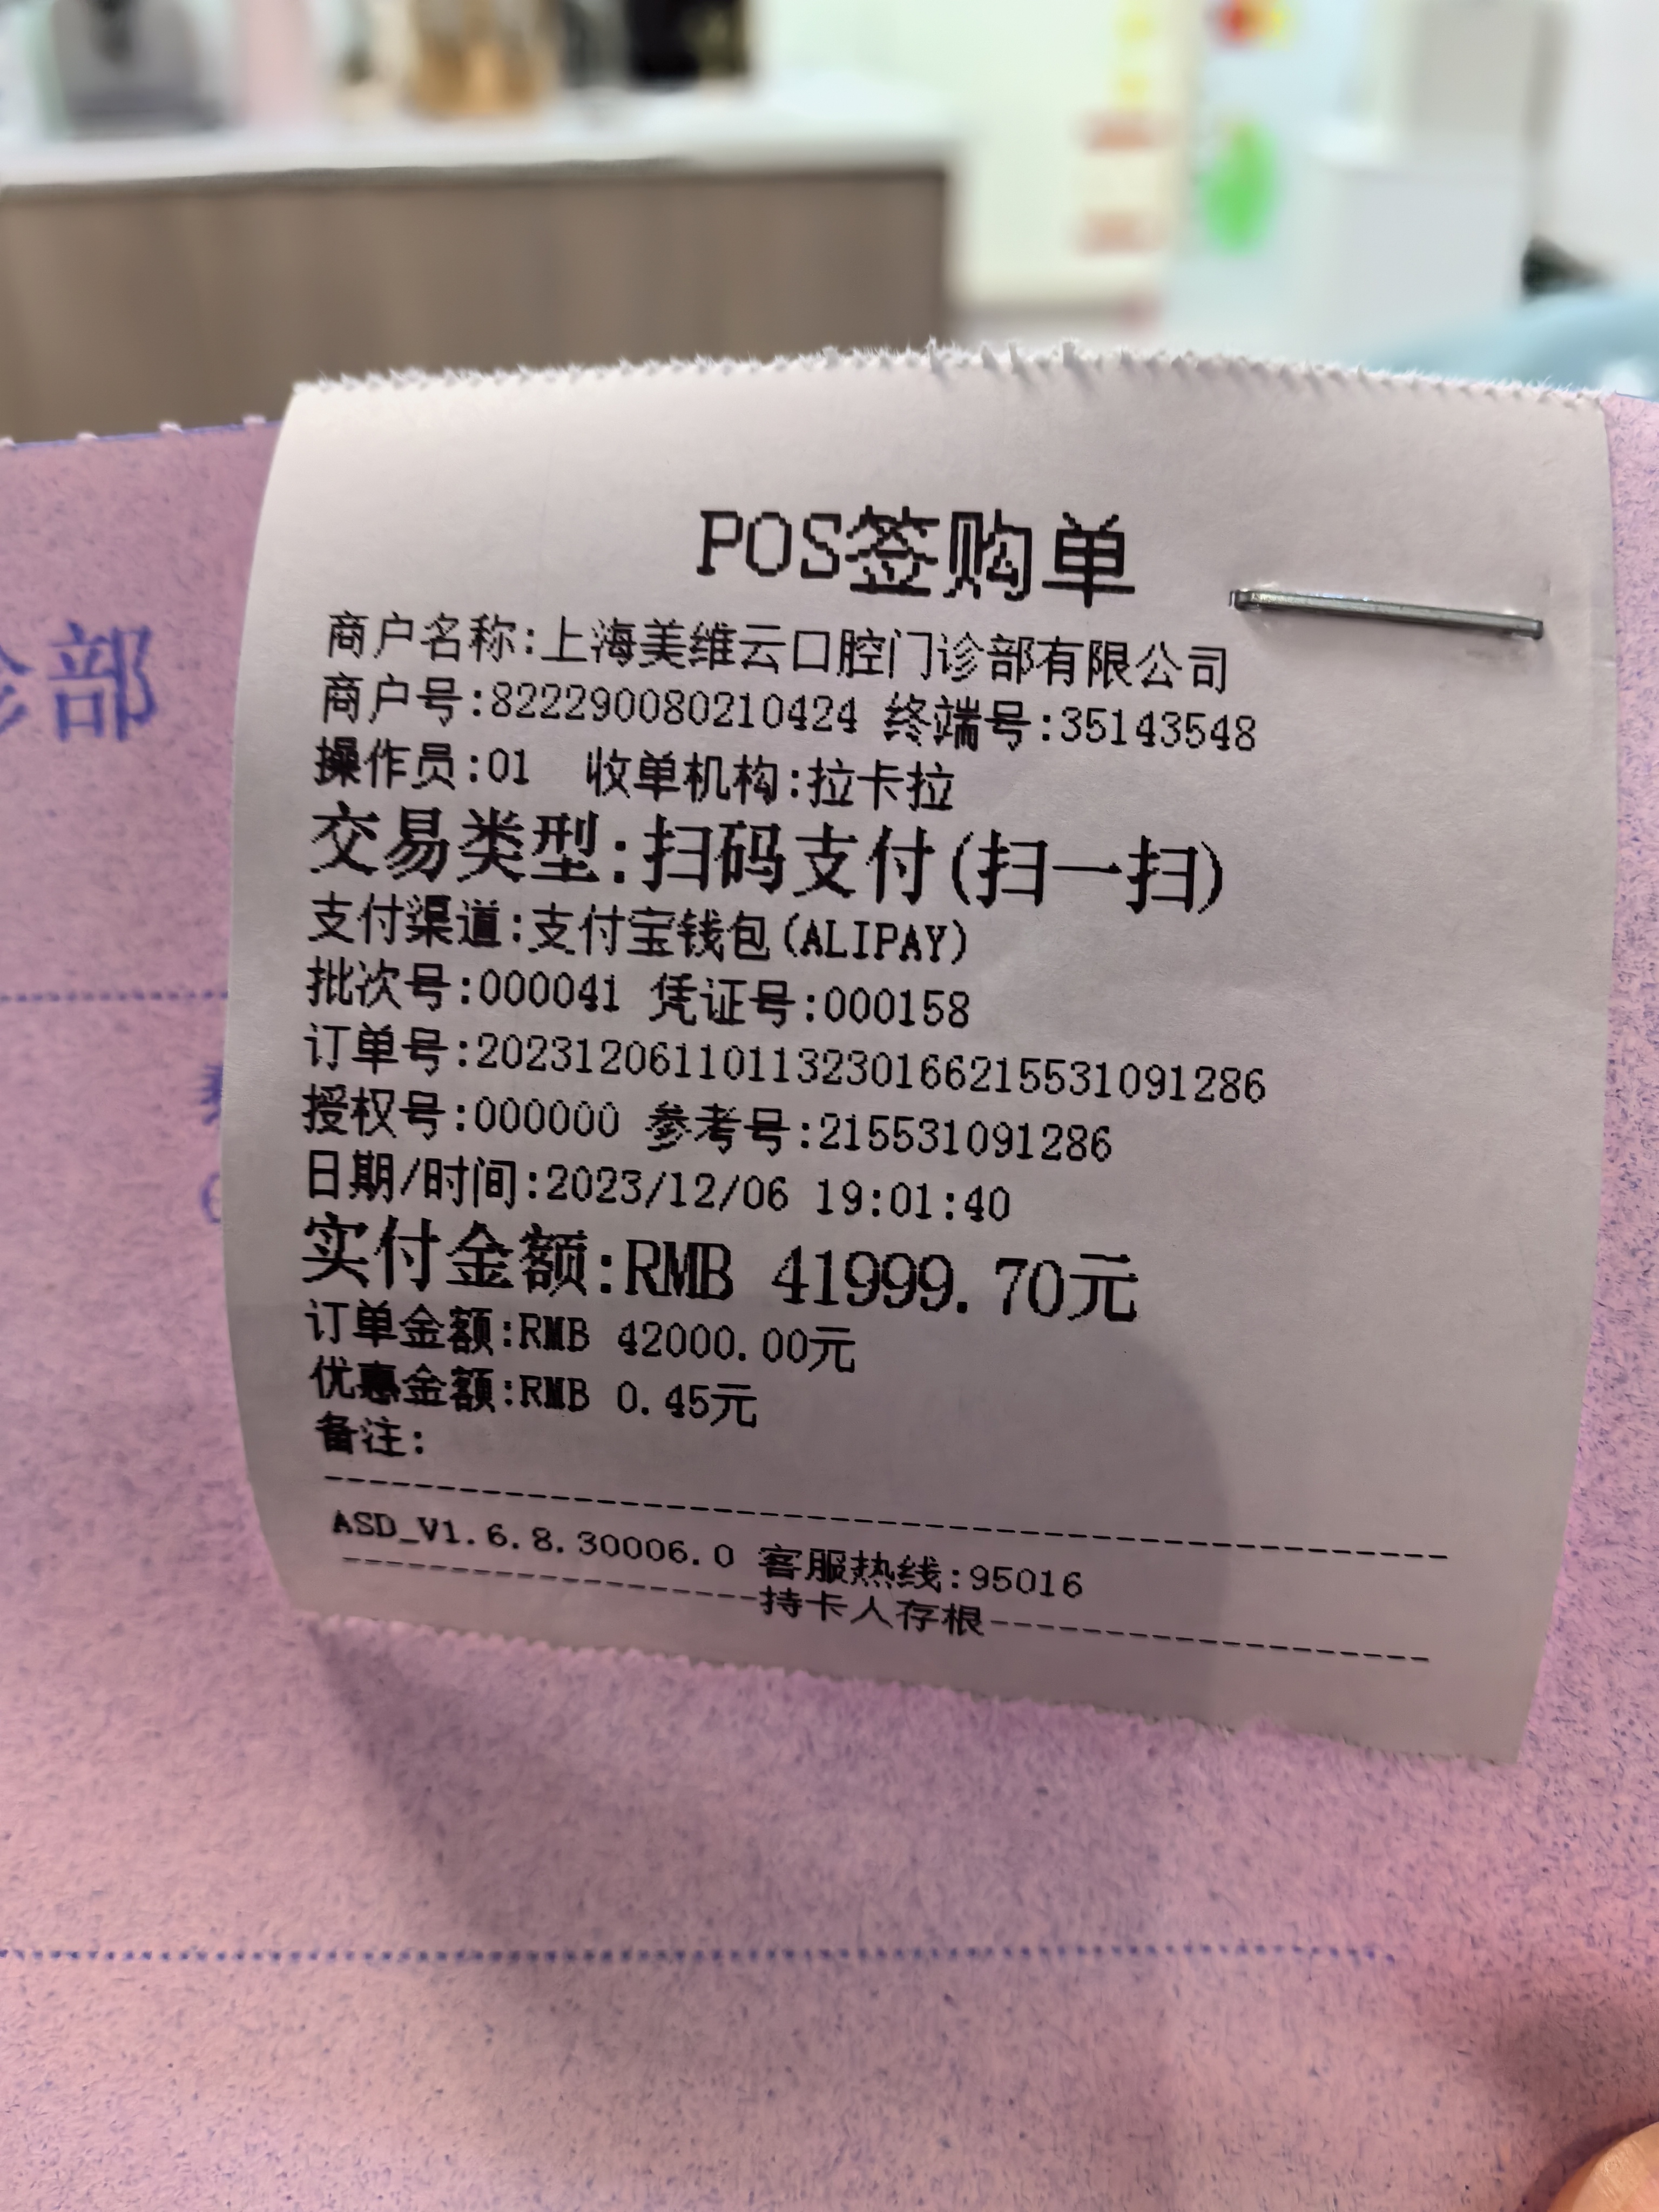 POS签购单
商户名称:上海美维云口腔门诊部有限公司
商户号:822290080210424 终端号:35143548
操作员:01 收单机构:拉卡拉
交易类型:扫码支付(扫一扫)
支付渠道:支付宝钱包(ALIPAY)
批次号:000041 凭证号:000158
订单号:20231206110113230166215531091286
授权号:000000 参考号:215531091286
日期/时间:2023/12/06 19:01:40
实付金额:RMB 41999.70元
订单金额:RMB 42000.00元
优惠金额:RMB 0.45元
备注:
ASD_V1.6.8.30006.0 客服热线:95016
持卡人存根
部